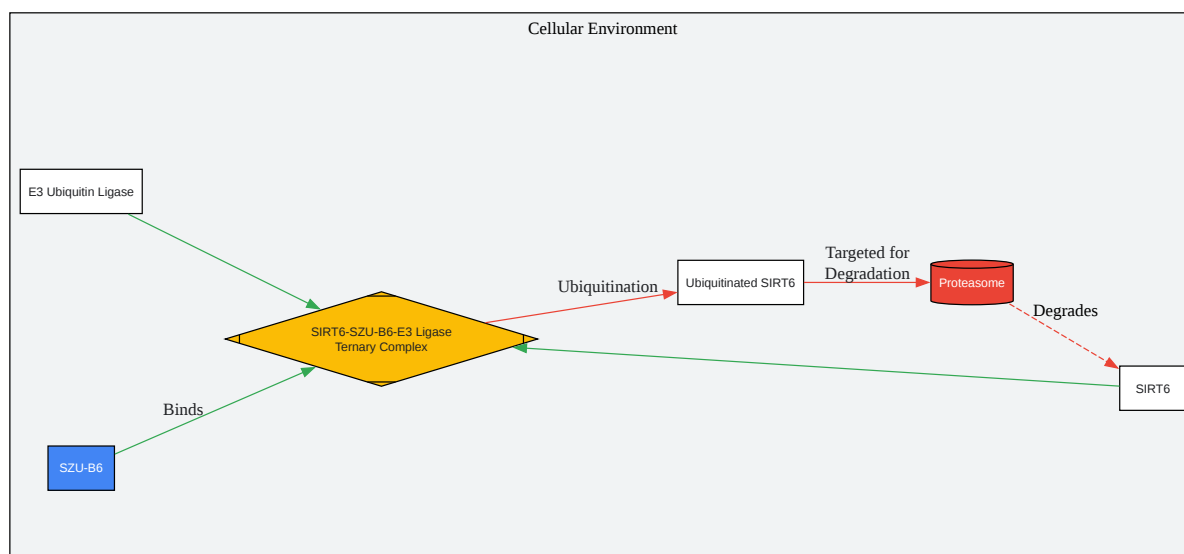 Cellular Environment
E3 Ubiquitin Ligase
Targeted for
Degradation
Ubiquitination
Ubiquitinated SIRT6
Proteasome
Degrades
SIRT6-SZU-B6-E3 Ligase
Ternary Complex
SIRT6
Binds
SZU-B6